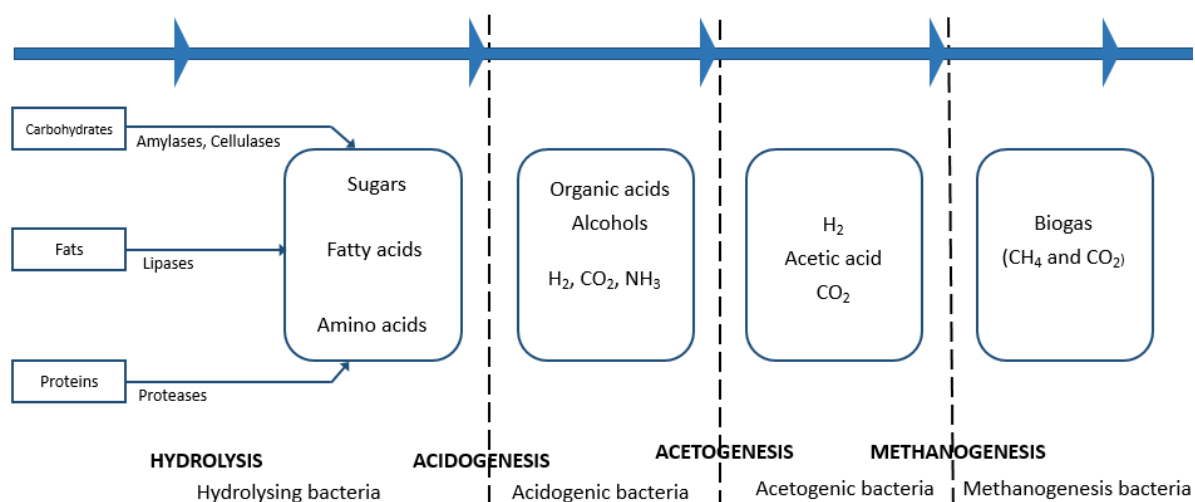 Carbohydrates
Amylases, Cellulases
Fats
Lipases
Proteins
Proteases
Sugars
Fatty acids
Amino acids
Organic acids
Alcohols
H₂, CO₂, NH₃
H₂
Acetic acid
CO₂
Biogas
(CH₄ and CO₂)
HYDROLYSIS
ACIDOGENESIS
ACETOGENESIS
METHANOGENESIS
Hydrolysing bacteria
Acidogenic bacteria
Acetogenic bacteria
Methanogenesis bacteria